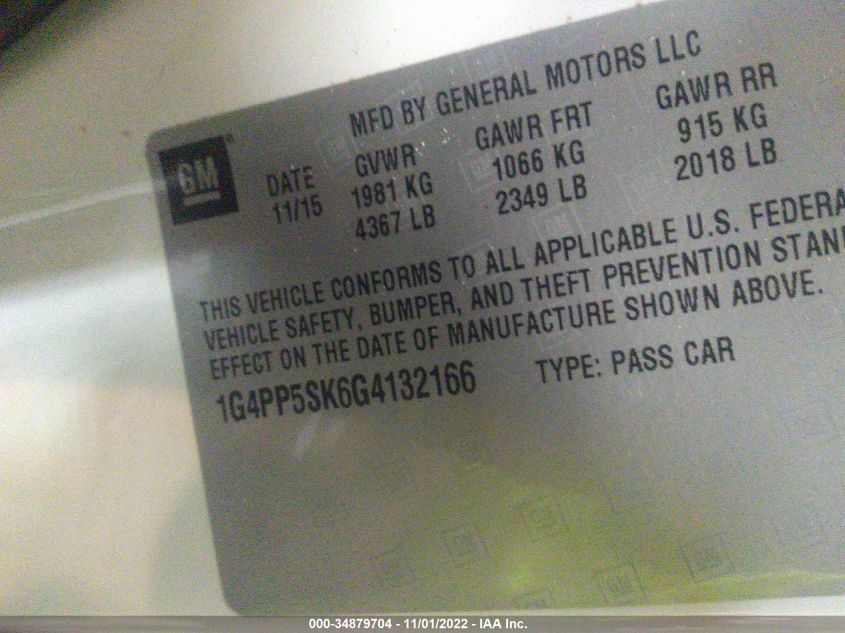 MFD BY GENERAL MOTORS LLC
GM
DATE GVWR GAWR FRT GAWR RR
11/15 1981 KG 1066 KG 915 KG
4367 LB 2349 LB 2018 LB
THIS VEHICLE CONFORMS TO ALL APPLICABLE U.S. FEDERA
VEHICLE SAFETY, BUMPER, AND THEFT PREVENTION STAN
EFFECT ON THE DATE OF MANUFACTURE SHOWN ABOVE.
1G4PP5SK6G4132166 TYPE: PASS CAR
000-34879704 - 11/01/2022 - IAA Inc.